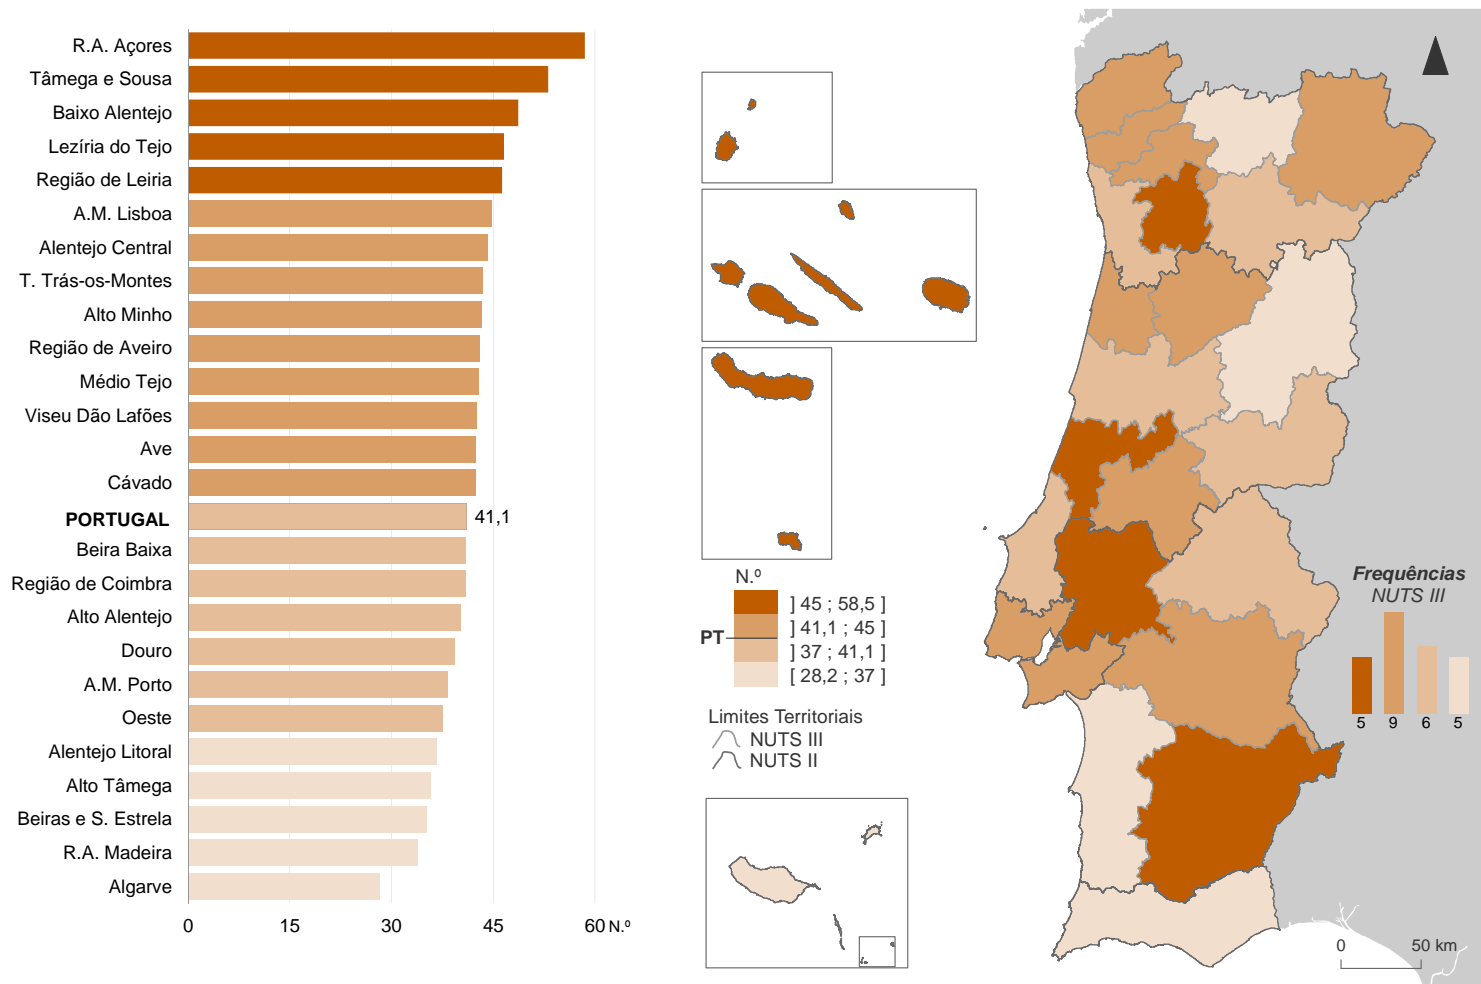 R.A. Açores
Tâmega e Sousa
Baixo Alentejo
Lezíria do Tejo
Região de Leiria
A.M. Lisboa
Alentejo Central
T. Trás-os-Montes
Alto Minho
Região de Aveiro
Médio Tejo
Viseu Dão Lafões
Ave
Cávado
PORTUGAL 41,1
Beira Baixa
Região de Coimbra
Alto Alentejo
Douro
A.M. Porto
Oeste
Alentejo Litoral
Alto Tâmega
Beiras e S. Estrela
R.A. Madeira
Algarve
0 15 30 45 60 N.º
N.º
] 45 ; 58,5 ]
] 41,1 ; 45 ]
PT
] 37 ; 41,1 ]
[ 28,2 ; 37 ]
Limites Territoriais
NUTS III
NUTS II
Frequências
NUTS III
5 9 6 5
0 50 km